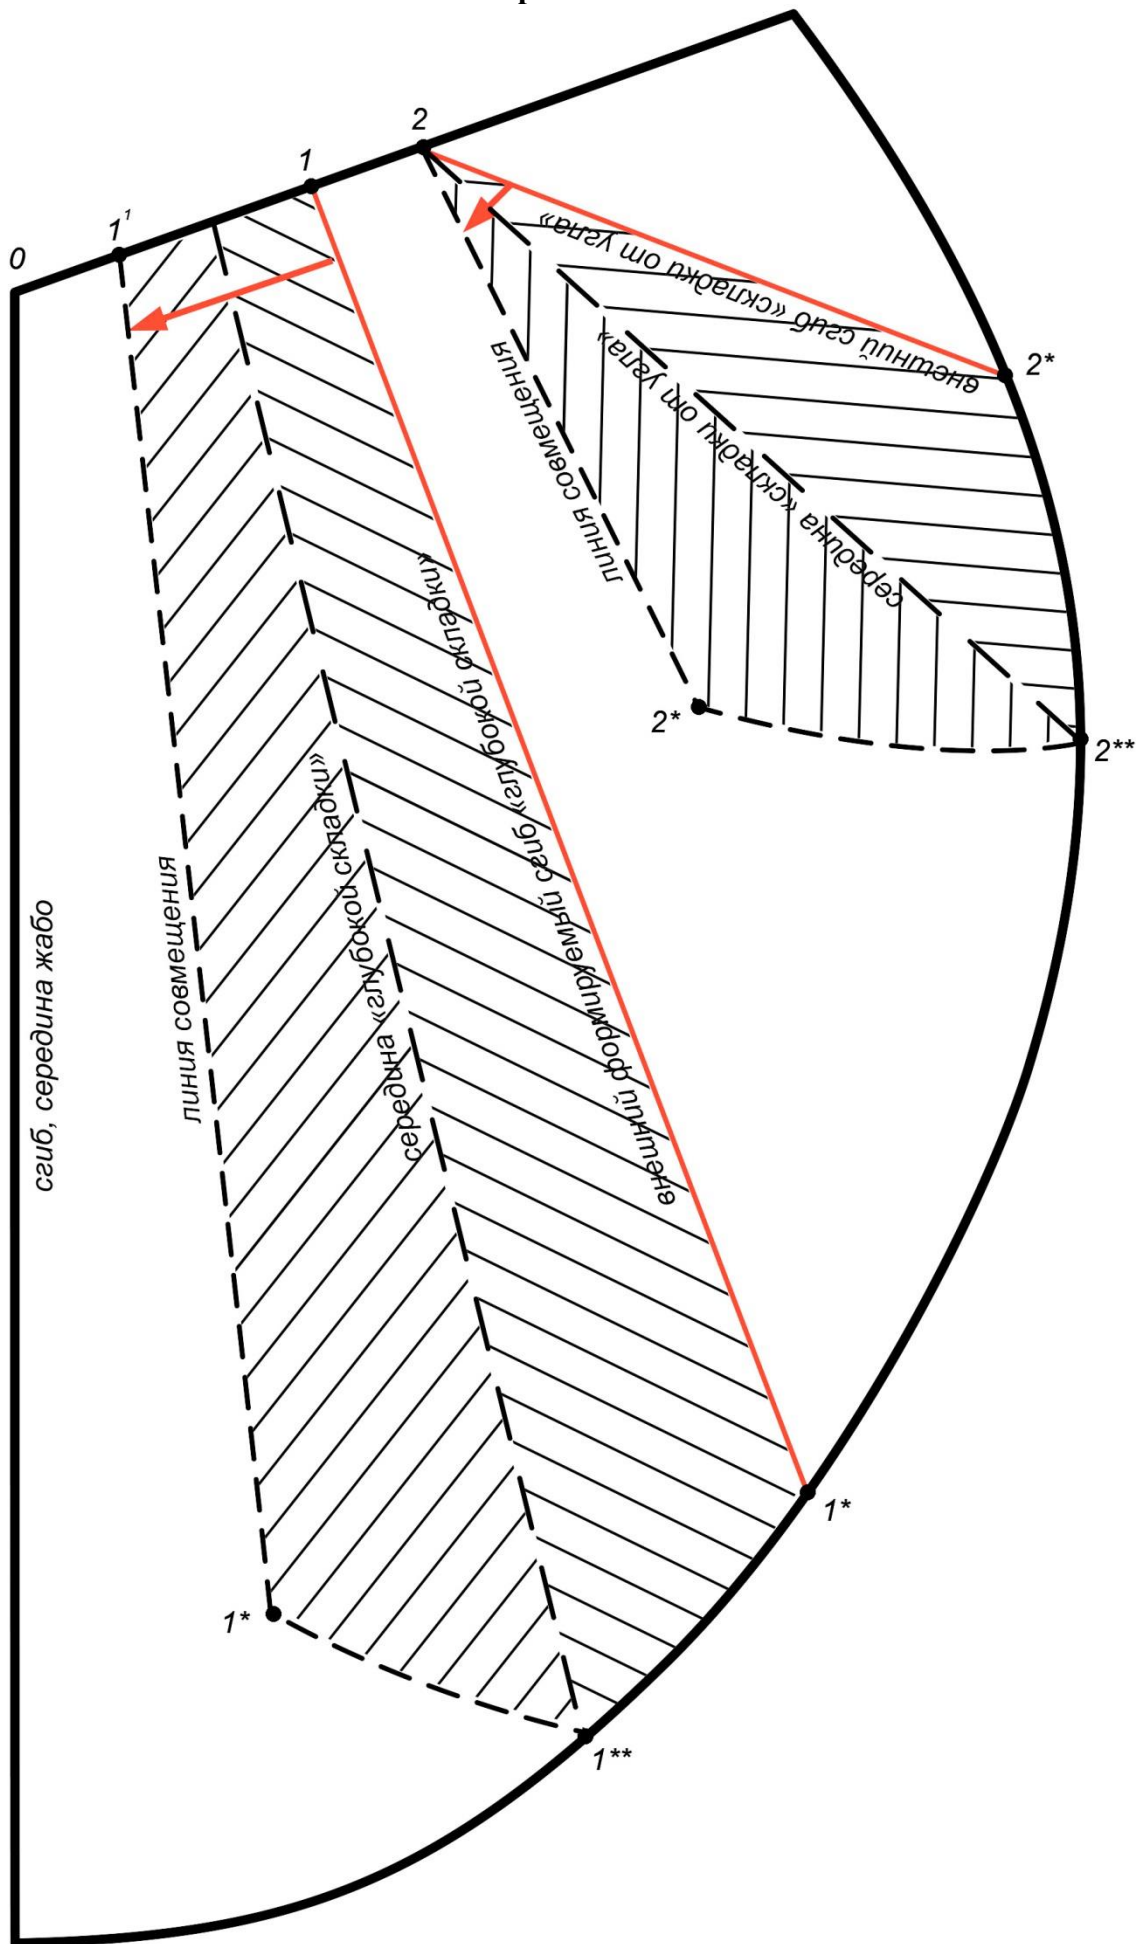 2
1
1¹
0
внешний сгиб «складки от угла»
2*
середина «складки от угла»
линия совмещения
2*
2**
внешний формируемый сгиб «глубокой складки»
середина «глубокой складки»
линия совмещения
сгиб, середина жабо
1*
1*
1**